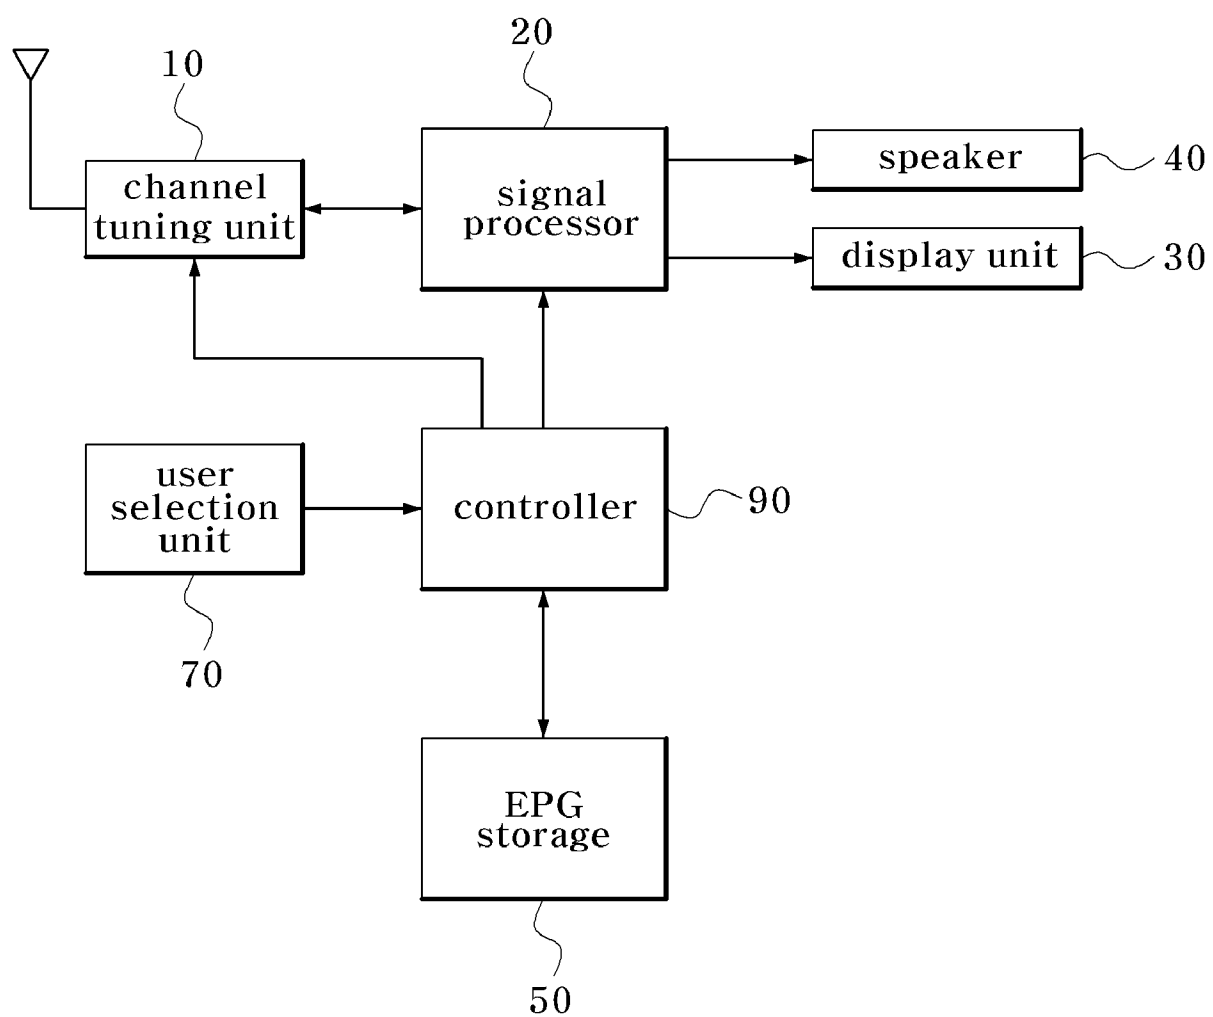 20
10
channel
tuning unit
signal
processor
speaker
40
display unit
30
user
selection
unit
controller
90
70
EPG
storage
50